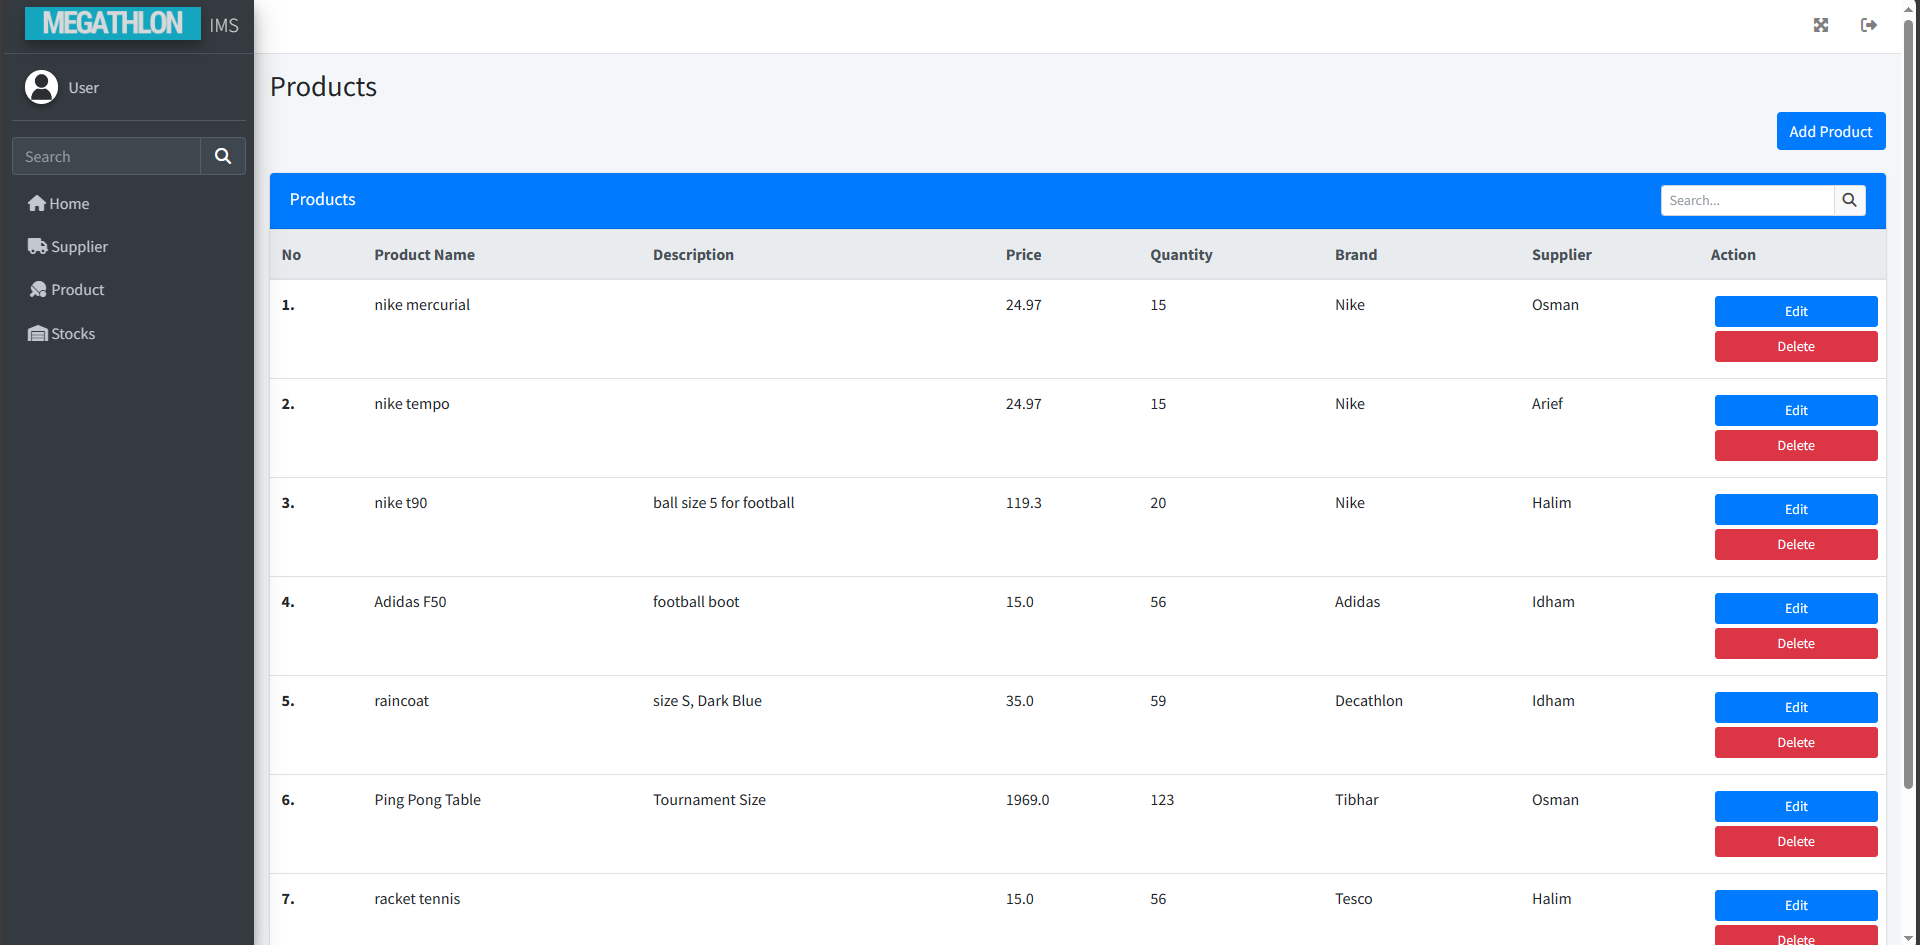 MEGATHLON IMS
User
Search
Home
Supplier
Product
Stocks
Products
Add Product
Products
Search...
No Product Name Description Price Quantity Brand Supplier Action
1. nike mercurial 24.97 15 Nike Osman Edit
Delete
2. nike tempo 24.97 15 Nike Arief Edit
Delete
3. nike t90 ball size 5 for football 119.3 20 Nike Halim Edit
Delete
4. Adidas F50 football boot 15.0 56 Adidas Idham Edit
Delete
5. raincoat size S, Dark Blue 35.0 59 Decathlon Idham Edit
Delete
6. Ping Pong Table Tournament Size 1969.0 123 Tibhar Osman Edit
Delete
7. racket tennis 15.0 56 Tesco Halim Edit
Delete